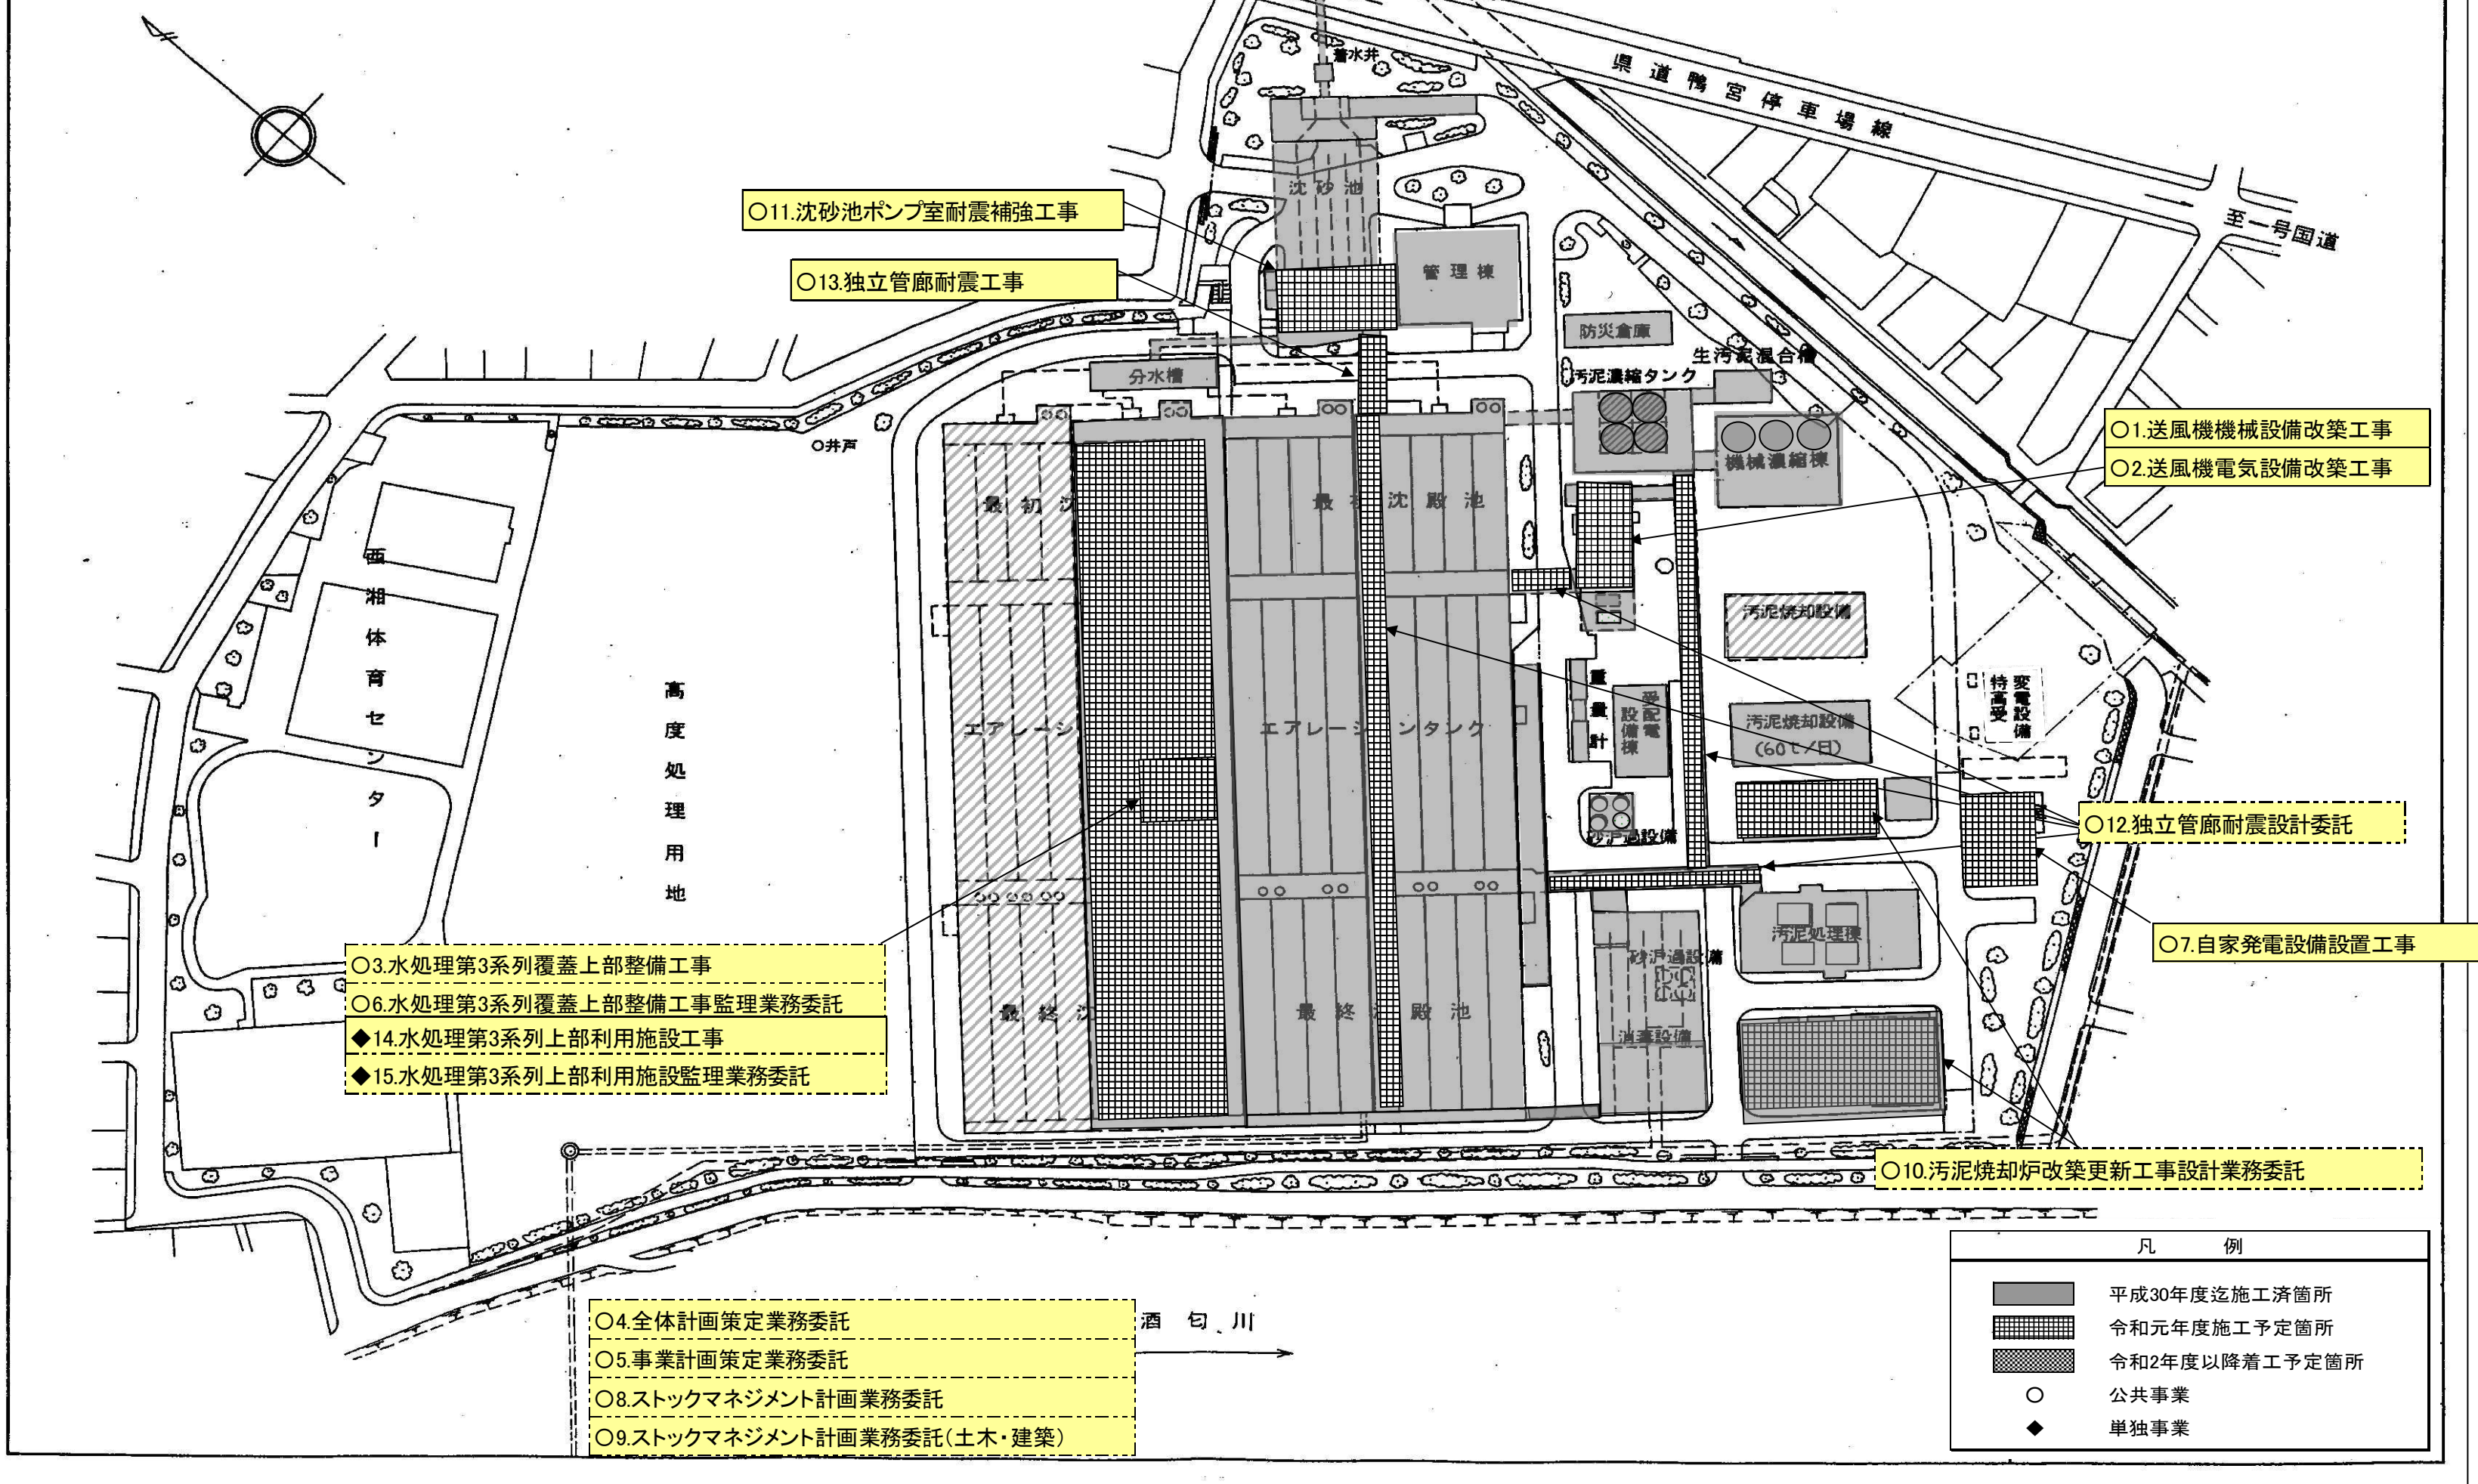 着水井
県道鴨宮停車場線
至一号国道
沈砂池
○11.沈砂池ポンプ室耐震補強工事
○13.独立管廊耐震工事
管理棟
防災倉庫
生汚泥混合槽
汚泥濃縮タンク
分水槽
○井戸
機械濃縮棟
○1.送風機機械設備改築工事
○2.送風機電気設備改築工事
最初沈
最初沈殿池
西湘体育センター
高度処理用地
汚泥焼却設備
特高受
変電設備
重量計
受配電
設備棟
汚泥焼却設備
(60t/日)
エアレーシ
エアレーションタンク
砂沪過設備
○12.独立管廊耐震設計委託
○7.自家発電設備設置工事
汚泥処理棟
砂沪過設備
○3.水処理第3系列覆蓋上部整備工事
○6.水処理第3系列覆蓋上部整備工事監理業務委託
◆14.水処理第3系列上部利用施設工事
◆15.水処理第3系列上部利用施設監理業務委託
最終沈
最終沈殿池
消毒設備
○10.汚泥焼却炉改築更新工事設計業務委託
○4.全体計画策定業務委託
○5.事業計画策定業務委託
○8.ストックマネジメント計画業務委託
○9.ストックマネジメント計画業務委託(土木・建築)
酒匂川
凡例
平成30年度迄施工済箇所
令和元年度施工予定箇所
令和2年度以降着工予定箇所
○ 公共事業
◆ 単独事業